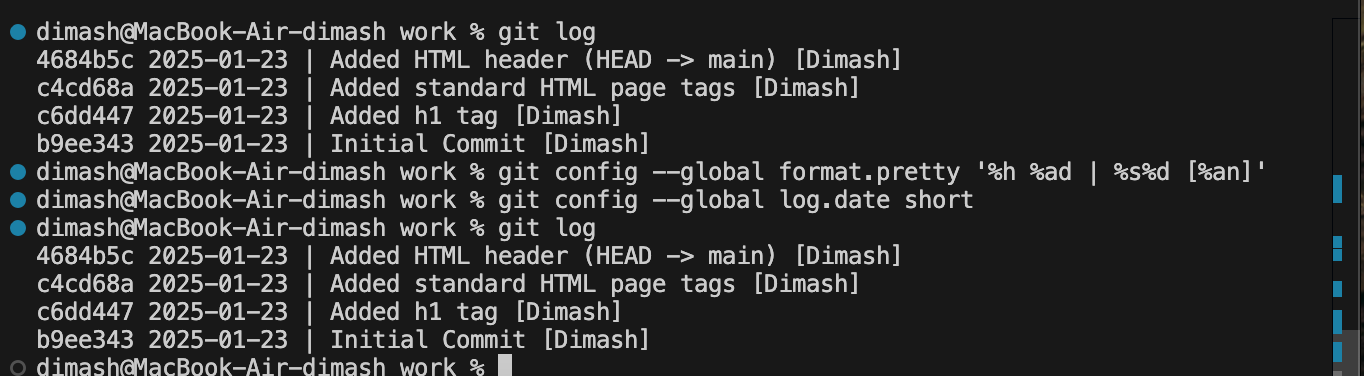 dimash@MacBook-Air-dimash work % git log
4684b5c 2025-01-23 | Added HTML header (HEAD -> main) [Dimash]
c4cd68a 2025-01-23 | Added standard HTML page tags [Dimash]
c6dd447 2025-01-23 | Added h1 tag [Dimash]
b9ee343 2025-01-23 | Initial Commit [Dimash]
dimash@MacBook-Air-dimash work % git config --global format.pretty '%h %ad | %s%d [%an]'
dimash@MacBook-Air-dimash work % git config --global log.date short
dimash@MacBook-Air-dimash work % git log
4684b5c 2025-01-23 | Added HTML header (HEAD -> main) [Dimash]
c4cd68a 2025-01-23 | Added standard HTML page tags [Dimash]
c6dd447 2025-01-23 | Added h1 tag [Dimash]
b9ee343 2025-01-23 | Initial Commit [Dimash]
dimash@MacBook-Air-dimash work %